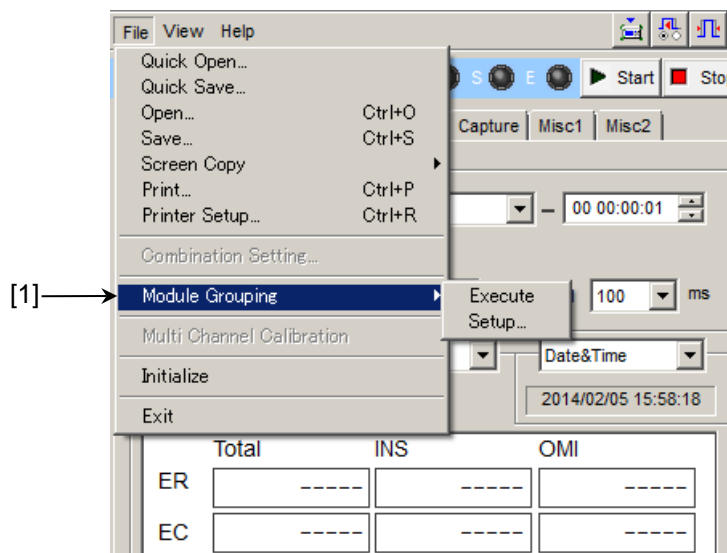 File View Help
Quick Open...
Quick Save...
Open... Ctrl+O
Save... Ctrl+S
Screen Copy
Print... Ctrl+P
Printer Setup... Ctrl+R
Combination Setting...
[1] Module Grouping
Execute
Setup...
Multi Channel Calibration
Initialize
Exit
S E Start Sto
Capture Misc1 Misc2
– 00 00:00:01
100 ms
Date&Time
2014/02/05 15:58:18
Total INS OMI
ER ----- ----- -----
EC ----- ----- -----